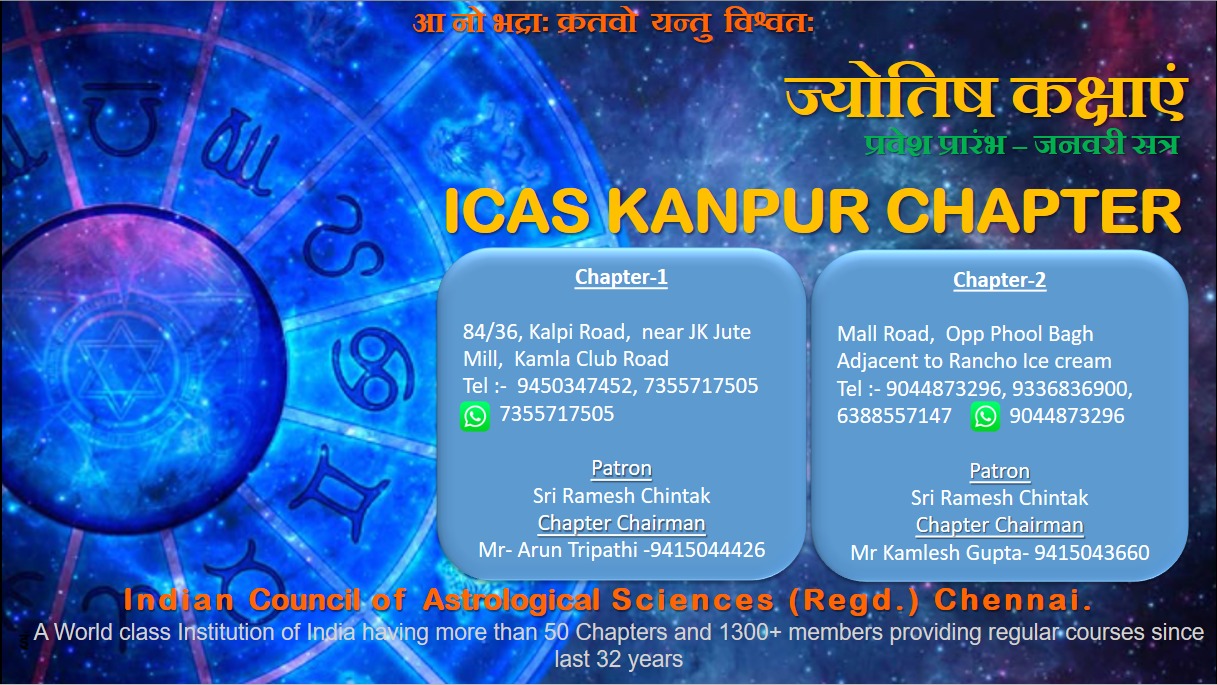 आ नो भद्रा: क्रतवो यन्तु विश्वत:
ज्योतिष कक्षाएं
प्रवेश प्रारंभ – जनवरी सत्र
ICAS KANPUR CHAPTER
Chapter-1
84/36, Kalpi Road, near JK Jute
Mill, Kamla Club Road
Tel :- 9450347452, 7355717505
7355717505
Patron
Sri Ramesh Chintak
Chapter Chairman
Mr- Arun Tripathi -9415044426
Chapter-2
Mall Road, Opp Phool Bagh
Adjacent to Rancho Ice cream
Tel :- 9044873296, 9336836900,
6388557147 9044873296
Patron
Sri Ramesh Chintak
Chapter Chairman
Mr Kamlesh Gupta- 9415043660
Indian Council of Astrological Sciences (Regd.) Chennai.
A World class Institution of India having more than 50 Chapters and 1300+ members providing regular courses since
last 32 years